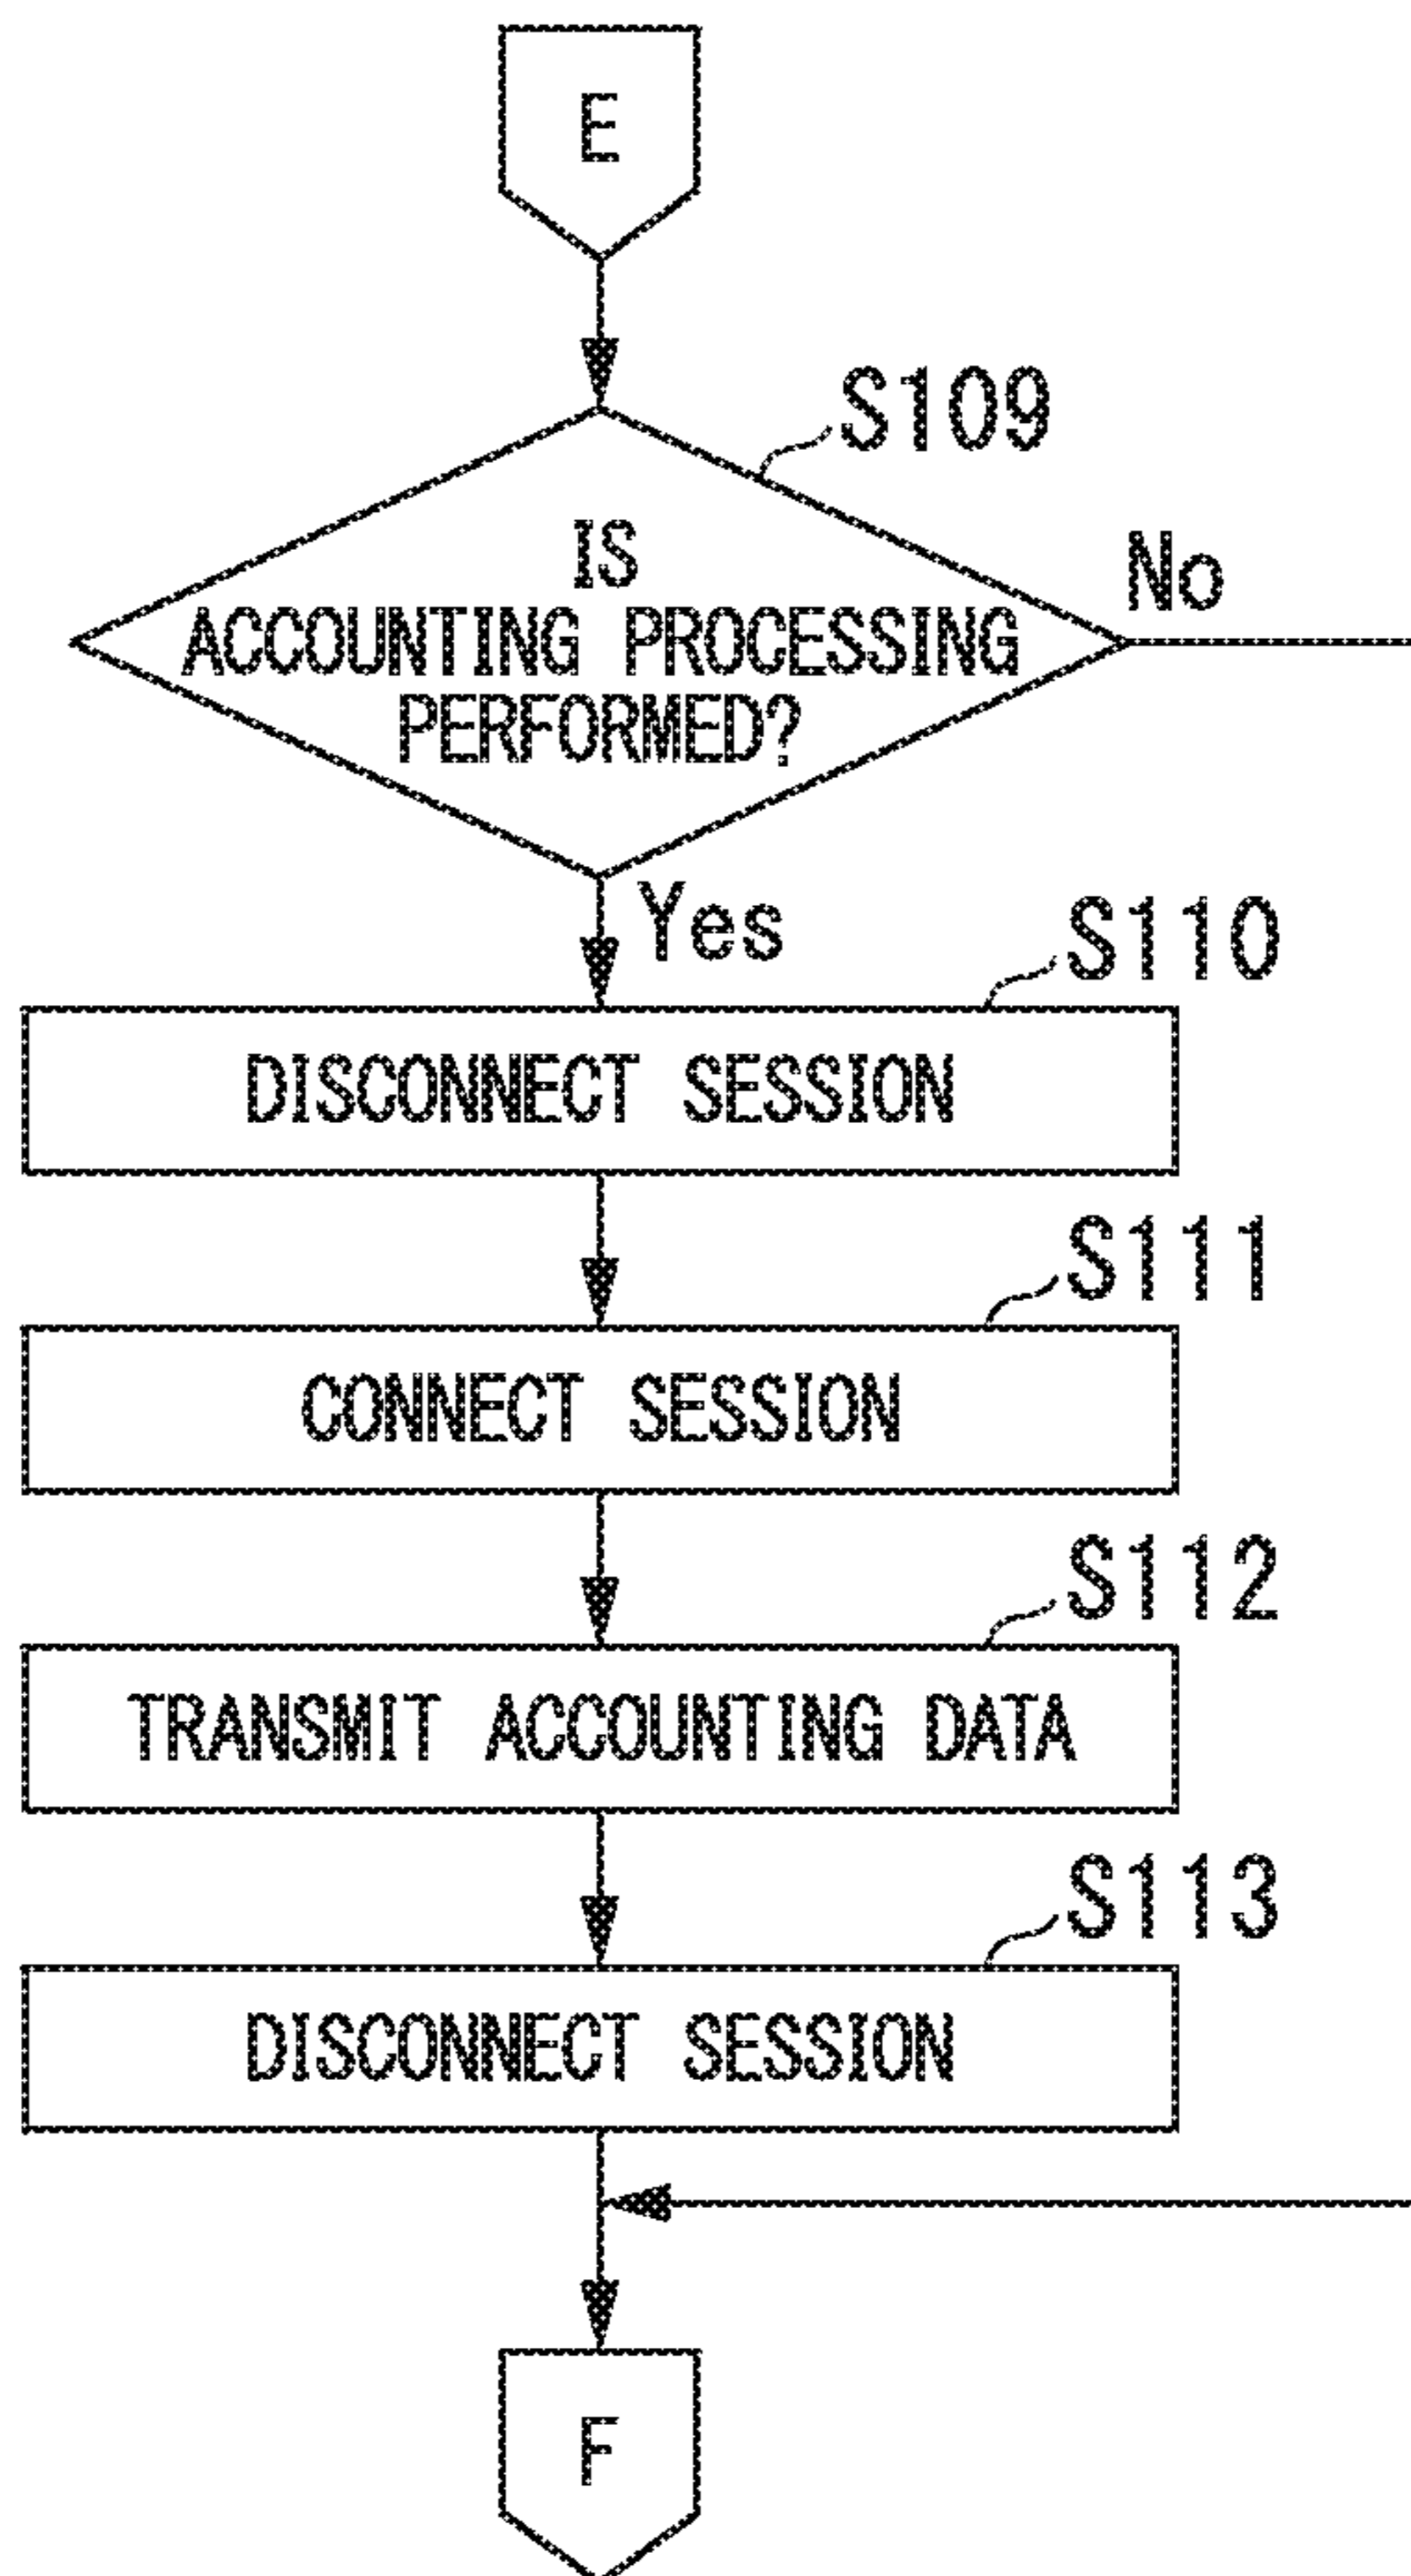 E
S109
IS
ACCOUNTING PROCESSING
PERFORMED?
No
Yes
S110
DISCONNECT SESSION
S111
CONNECT SESSION
S112
TRANSMIT ACCOUNTING DATA
S113
DISCONNECT SESSION
F